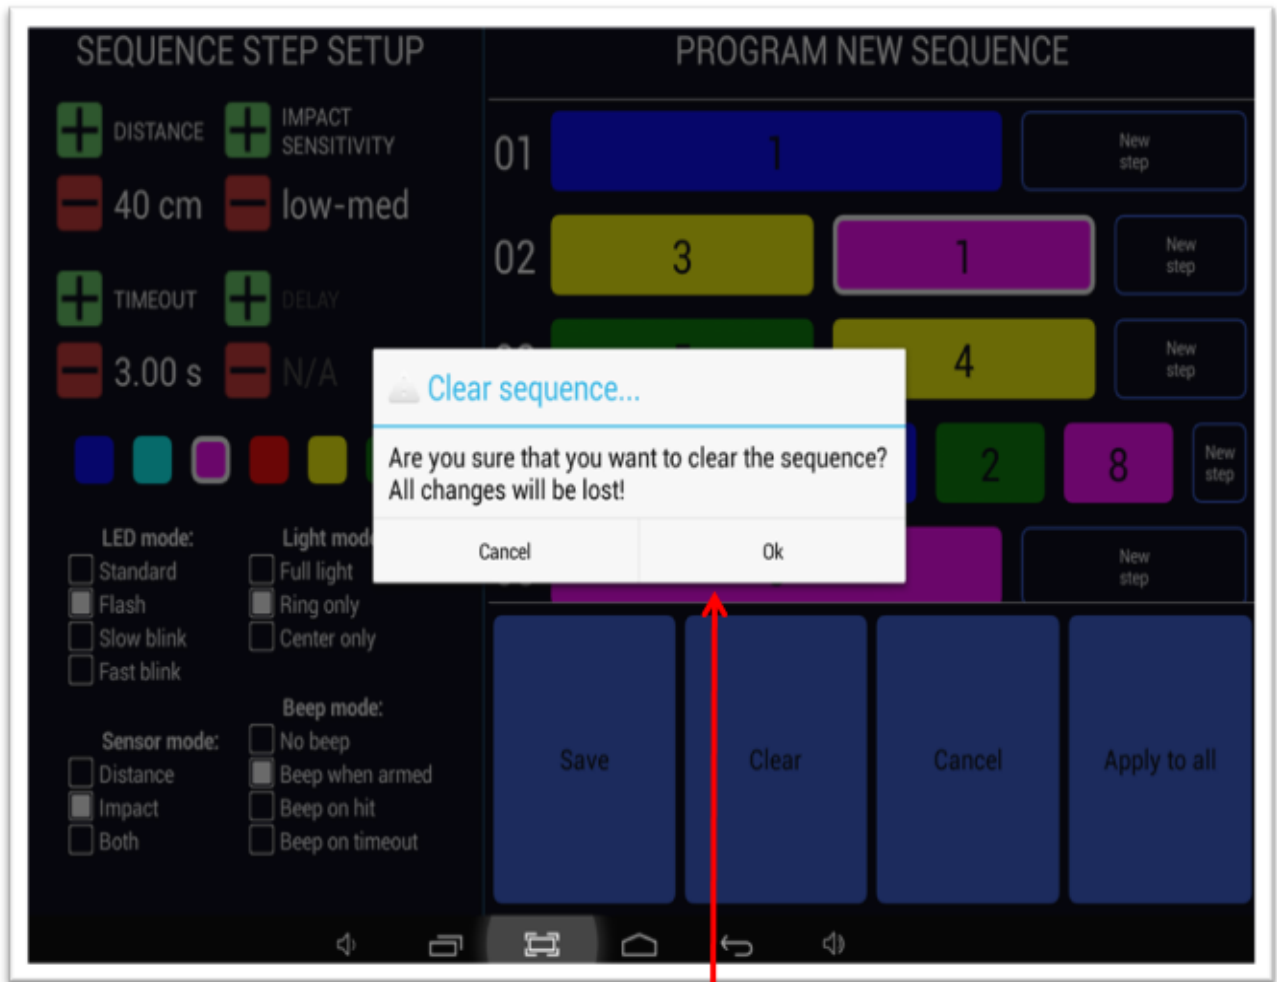 SEQUENCE STEP SETUP
PROGRAM NEW SEQUENCE
DISTANCE
IMPACT
SENSITIVITY
40 cm
low-med
TIMEOUT
DELAY
3.00 s
N/A
01
1
New
step
02
3
1
New
step
4
New
step
2
8
New
step
New
step
Clear sequence...
Are you sure that you want to clear the sequence?
All changes will be lost!
Cancel
Ok
LED mode:
Standard
Flash
Slow blink
Fast blink
Light mode
Full light
Ring only
Center only
Sensor mode:
Distance
Impact
Both
Beep mode:
No beep
Beep when armed
Beep on hit
Beep on timeout
Save
Clear
Cancel
Apply to all